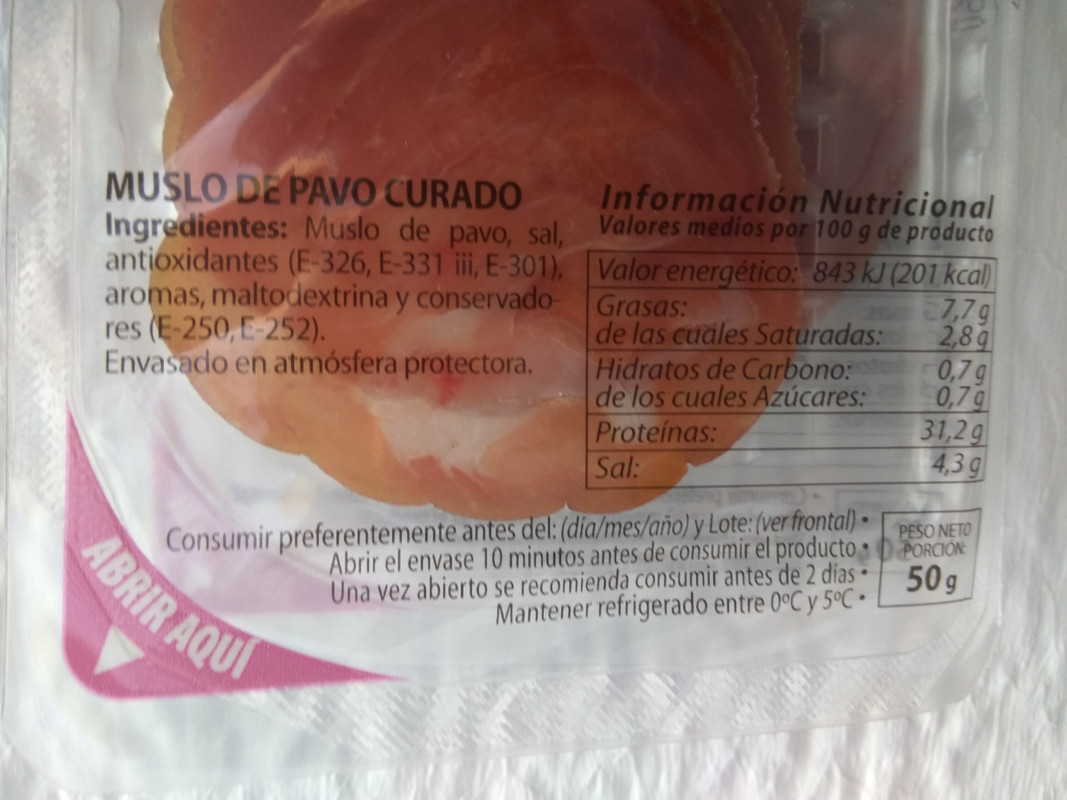 MUSLO DE PAVO CURADO
Ingredientes: Muslo de pavo, sal,
antioxidantes (E-326, E-331 iii, E-301),
aromas, maltodextrina y conservado-
res (E-250, E-252).
Envasado en atmósfera protectora.
Información Nutricional
Valores medios por 100 g de producto
Valor energético: 843 kJ (201 kcal)
Grasas: 7,7 g
de las cuales Saturadas: 2,8 g
Hidratos de Carbono: 0,7 g
de los cuales Azúcares: 0,7 g
Proteínas: 31,2 g
Sal: 4,3 g
Consumir preferentemente antes del: (día/mes/año) y Lote: (ver frontal) •
Abrir el envase 10 minutos antes de consumir el producto •
Una vez abierto se recomienda consumir antes de 2 días •
Mantener refrigerado entre 0ºC y 5ºC •
PESO NETO
PORCIÓN:
50 g
ABRIR AQUÍ